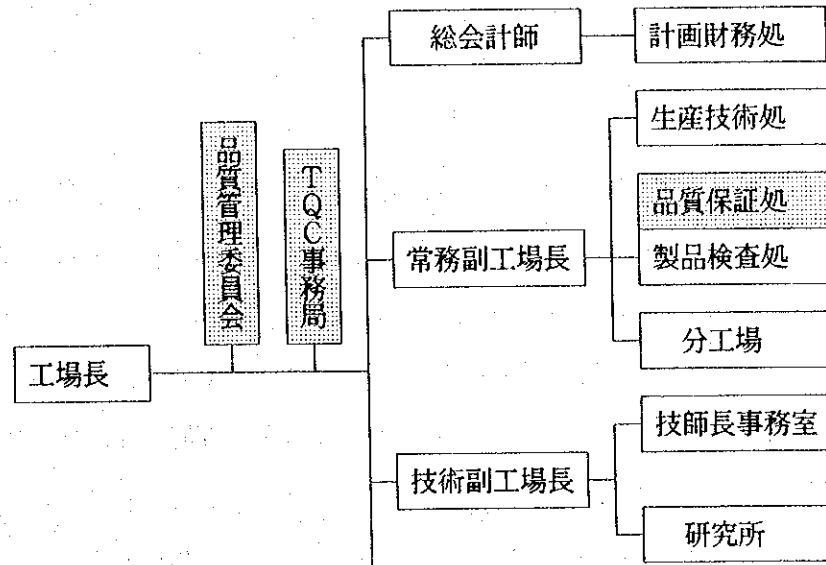 総会計師
計画財務処
生産技術処
品質管理委員会
TQC事務局
品質保証処
常務副工場長
製品検査処
分工場
工場長
技師長事務室
技術副工場長
研究所